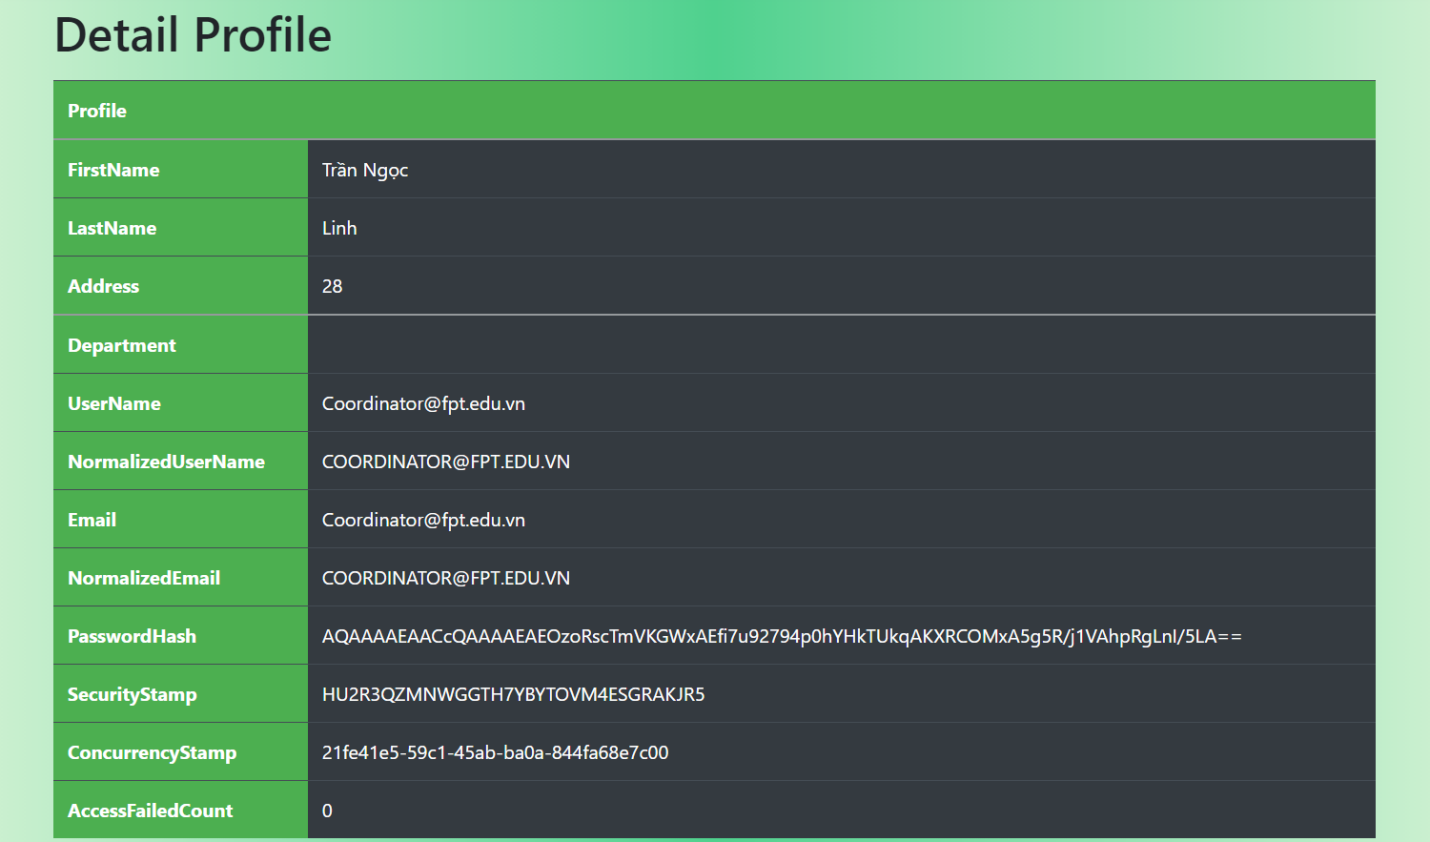 Detail Profile
Profile
FirstName Trần Ngọc
LastName Linh
Address 28
Department
UserName Coordinator@fpt.edu.vn
NormalizedUserName COORDINATOR@FPT.EDU.VN
Email Coordinator@fpt.edu.vn
NormalizedEmail COORDINATOR@FPT.EDU.VN
PasswordHash AQAAAAEAACcQAAAAEAEOzoRscTmVKGWxAEfi7u92794p0hYHkTUkqAKXRCOMxA5g5R/j1VAhpRgLnI/5LA==
SecurityStamp HU2R3QZMNWGGTH7YBYTOVM4ESGRAKJR5
ConcurrencyStamp 21fe41e5-59c1-45ab-ba0a-844fa68e7c00
AccessFailedCount 0